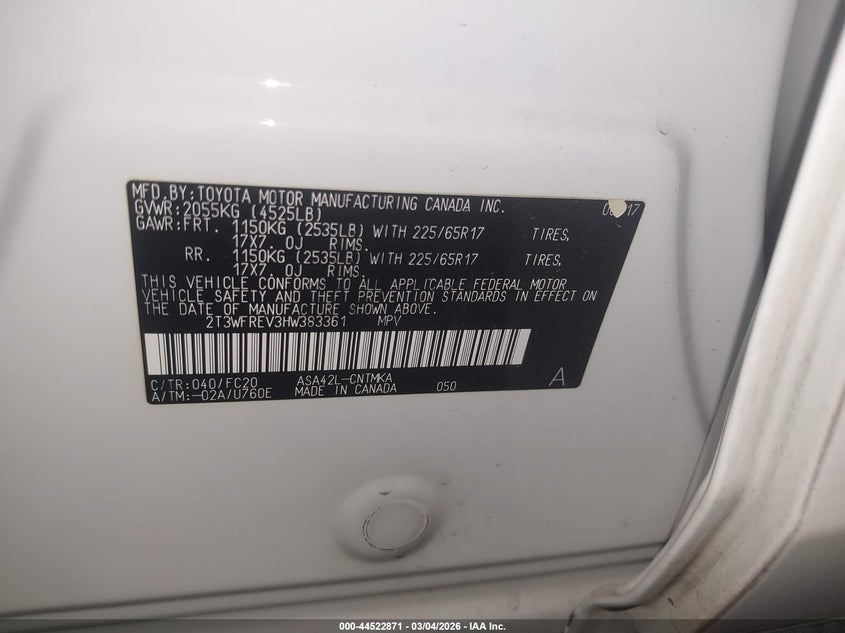 MFD.BY:TOYOTA MOTOR MANUFACTURING CANADA INC.
GVWR:2055KG (4525LB)
GAWR:FRT. 1150KG (2535LB) WITH 225/65R17 TIRES,
17X7.0J RIMS.
RR. 1150KG (2535LB) WITH 225/65R17 TIRES,
17X7.0J RIMS.
THIS VEHICLE CONFORMS TO ALL APPLICABLE FEDERAL MOTOR
VEHICLE SAFETY AND THEFT PREVENTION STANDARDS IN EFFECT ON
THE DATE OF MANUFACTURE SHOWN ABOVE.
2T3WFREV3HW383361 MPV
C/TR:040/FC20 ASA42L-CNTMKA
A/TM:-02A/U760E MADE IN CANADA 050 A
000-44522871 - 03/04/2026 - IAA Inc.